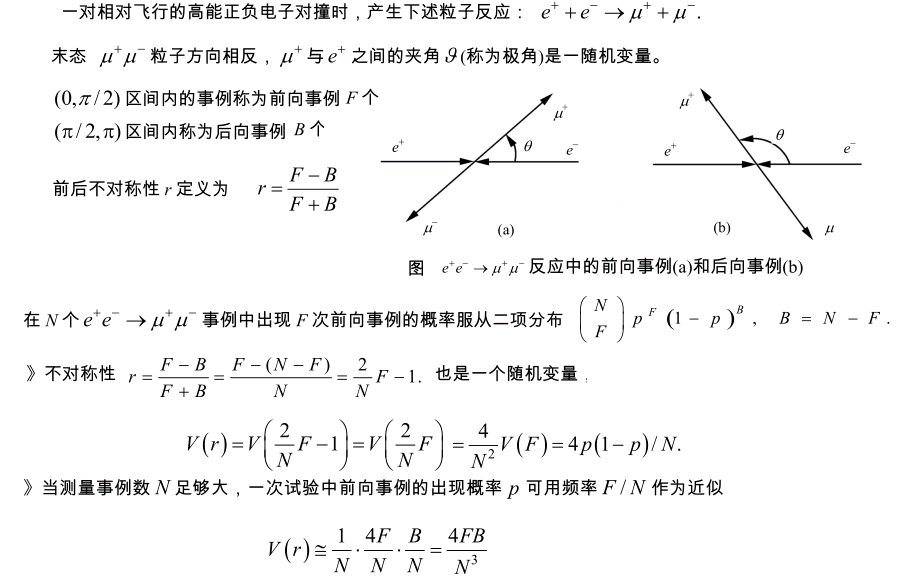 一对相对飞行的高能正负电子对撞时，产生下述粒子反应： e⁺ + e⁻ → μ⁺ + μ⁻.
末态 μ⁺μ⁻ 粒子方向相反，μ⁺ 与 e⁺ 之间的夹角 ϑ (称为极角)是一随机变量。
(0, π / 2) 区间内的事例称为前向事例 F 个
(π / 2, π) 区间内称为后向事例 B 个
前后不对称性 r 定义为 r = (F − B) / (F + B)
e⁺ θ e⁻ μ⁺ μ⁻ (a)
e⁺ θ e⁻ μ⁺ μ (b)
图 e⁺e⁻ → μ⁺μ⁻ 反应中的前向事例(a)和后向事例(b)
在 N 个 e⁺e⁻ → μ⁺μ⁻ 事例中出现 F 次前向事例的概率服从二项分布 (N F) p^F (1 − p)^B , B = N − F .
》不对称性 r = (F − B) / (F + B) = (F − (N − F)) / N = (2 / N) F − 1. 也是一个随机变量，
V(r) = V((2 / N) F − 1) = V((2 / N) F) = (4 / N²) V(F) = 4p(1 − p) / N.
》当测量事例数 N 足够大，一次试验中前向事例的出现概率 p 可用频率 F / N 作为近似
V(r) ≅ (1 / N) · (4F / N) · (B / N) = 4FB / N³